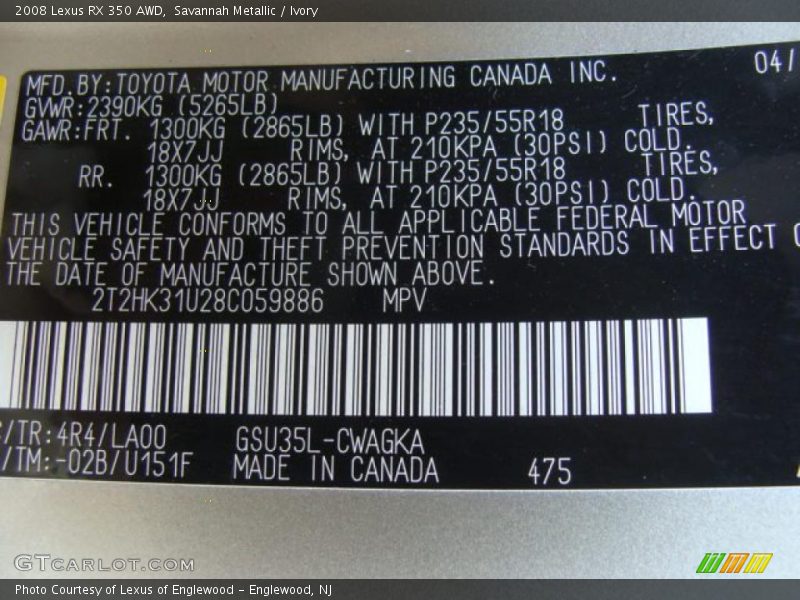 2008 Lexus RX 350 AWD, Savannah Metallic / Ivory
MFD.BY:TOYOTA MOTOR MANUFACTURING CANADA INC. 04/
GVWR:2390KG (5265LB)
GAWR:FRT. 1300KG (2865LB) WITH P235/55R18 TIRES,
18X7JJ RIMS, AT 210KPA (30PSI) COLD.
RR. 1300KG (2865LB) WITH P235/55R18 TIRES,
18X7JJ RIMS, AT 210KPA (30PSI) COLD.
THIS VEHICLE CONFORMS TO ALL APPLICABLE FEDERAL MOTOR
VEHICLE SAFETY AND THEFT PREVENTION STANDARDS IN EFFECT
THE DATE OF MANUFACTURE SHOWN ABOVE.
2T2HK31U28C059886 MPV
/TR:4R4/LA00 GSU35L-CWAGKA
/TM:-02B/U151F MADE IN CANADA 475
GTCARLOT.COM
Photo Courtesy of Lexus of Englewood - Englewood, NJ